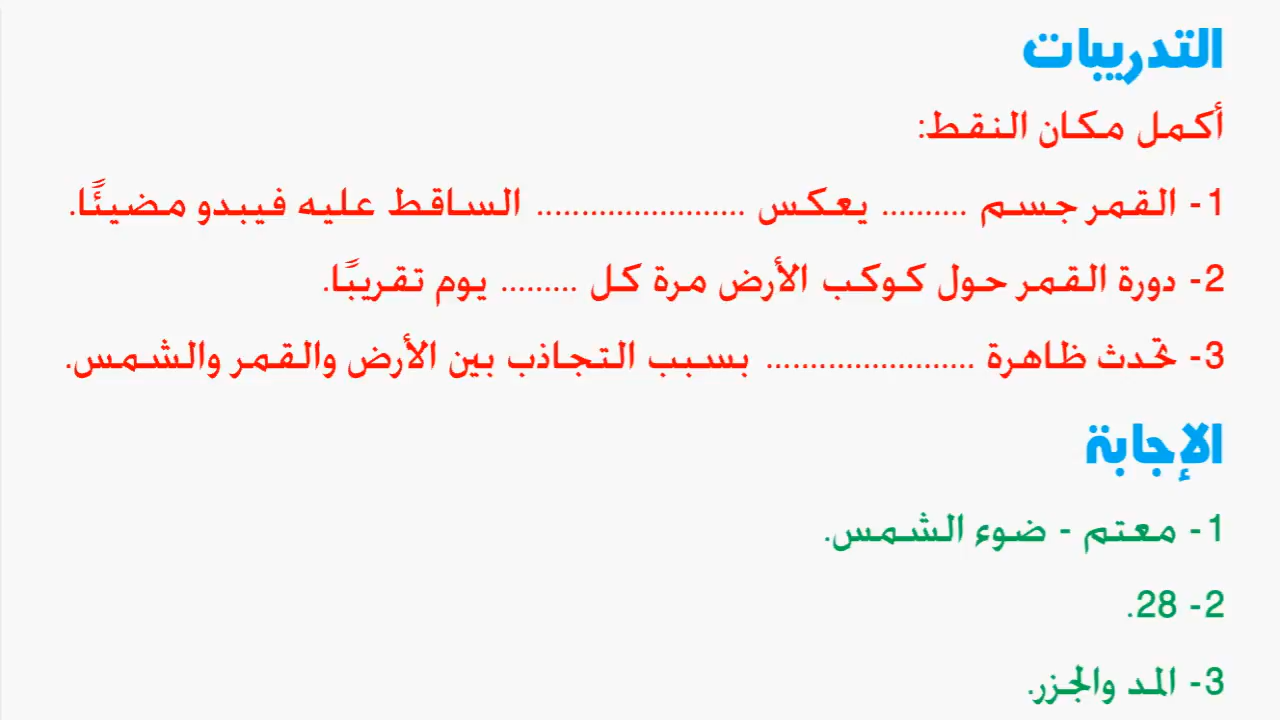 التدريبات
أكمل مكان النقط:
1- القمر جسم .......... يعكس ....................... الساقط عليه فيبدو مضيئًا.
2- دورة القمر حول كوكب الأرض مرة كل ......... يوم تقريبًا.
3- تحّدث ظاهرة ....................... بسبب التجاذب بين الأرض والقمر والشمس.
الإجابة
1- معتم - ضوء الشمس.
2- 28.
3- المد والجزر.